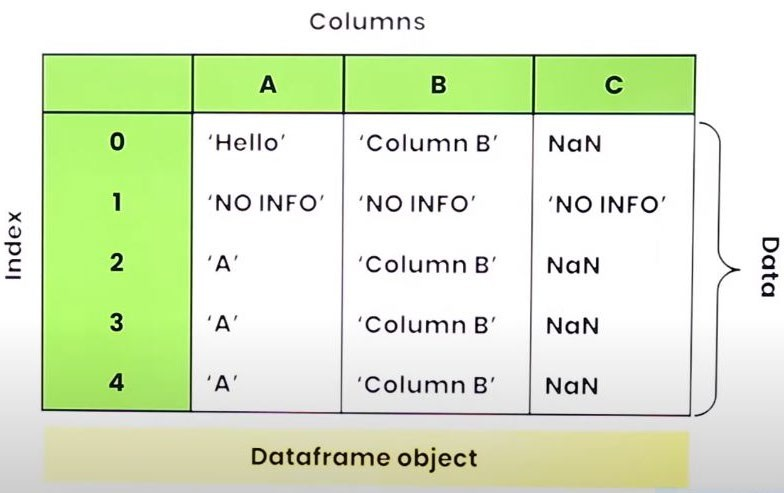 Columns
A B C
0 ‘Hello’ ‘Column B’ NaN
1 ‘NO INFO’ ‘NO INFO’ ‘NO INFO’
2 ‘A’ ‘Column B’ NaN
3 ‘A’ ‘Column B’ NaN
4 ‘A’ ‘Column B’ NaN
Index
Data
Dataframe object